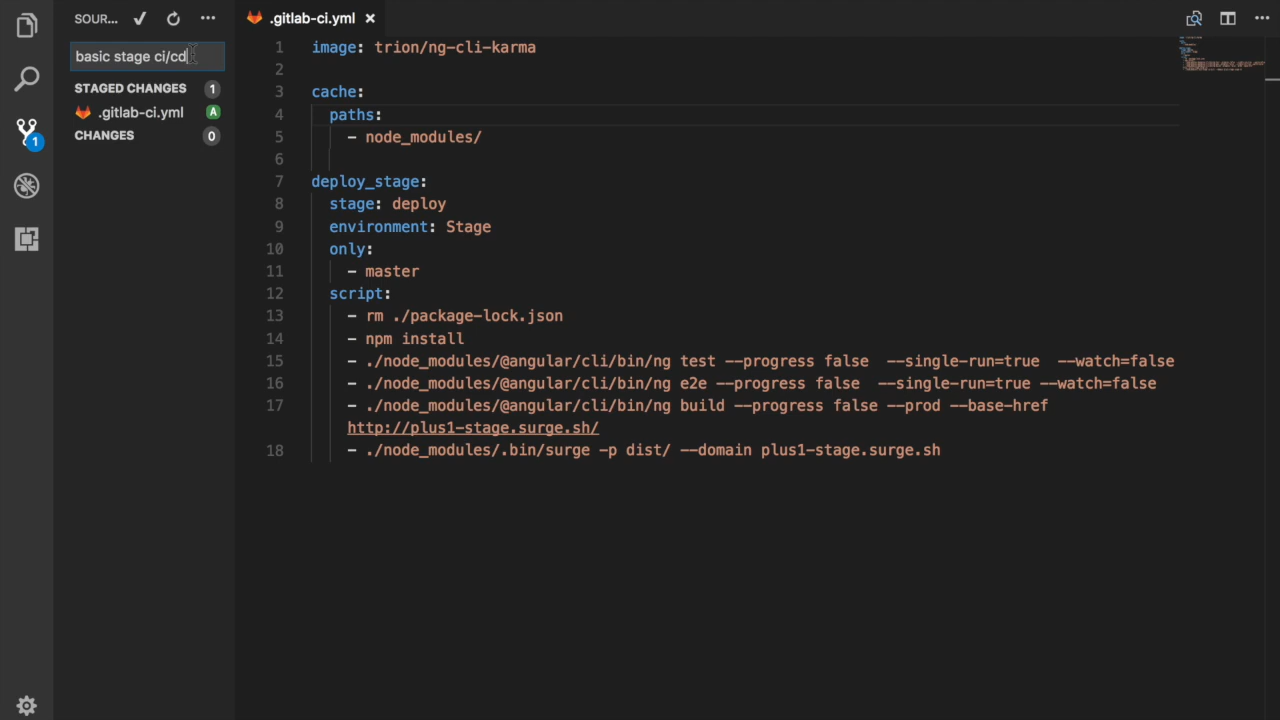 SOUR...
basic stage ci/cd
STAGED CHANGES 1
.gitlab-ci.yml A
CHANGES 0
1
.gitlab-ci.yml
1 image: trion/ng-cli-karma
2
3 cache:
4 paths:
5 - node_modules/
6
7 deploy_stage:
8 stage: deploy
9 environment: Stage
10 only:
11 - master
12 script:
13 - rm ./package-lock.json
14 - npm install
15 - ./node_modules/@angular/cli/bin/ng test --progress false  --single-run=true  --watch=false
16 - ./node_modules/@angular/cli/bin/ng e2e --progress false  --single-run=true --watch=false
17 - ./node_modules/@angular/cli/bin/ng build --progress false --prod --base-href
http://plus1-stage.surge.sh/
18 - ./node_modules/.bin/surge -p dist/ --domain plus1-stage.surge.sh